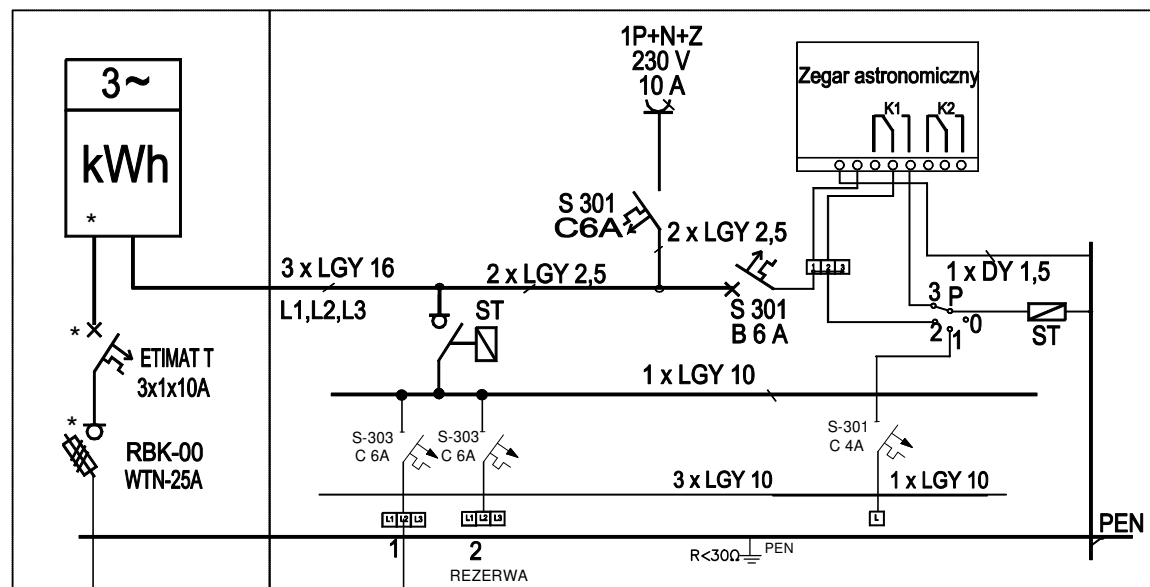 3~
kWh
*
*
ETIMAT T
3x1x10A
*
RBK-00
WTN-25A
1P+N+Z
230 V
10 A
Zegar astronomiczny
K1
K2
S 301
C6A
2 x LGY 2,5
3 x LGY 16
2 x LGY 2,5
L1,L2,L3
ST
S 301
B 6 A
1 2 3
1 x DY 1,5
3 P
2 1 °0
ST
1 x LGY 10
S-303
C 6A
S-303
C 6A
S-301
C 4A
3 x LGY 10
1 x LGY 10
L1 L2 L3
L1 L2 L3
L
1
2
REZERWA
R<30Ω
PEN
PEN